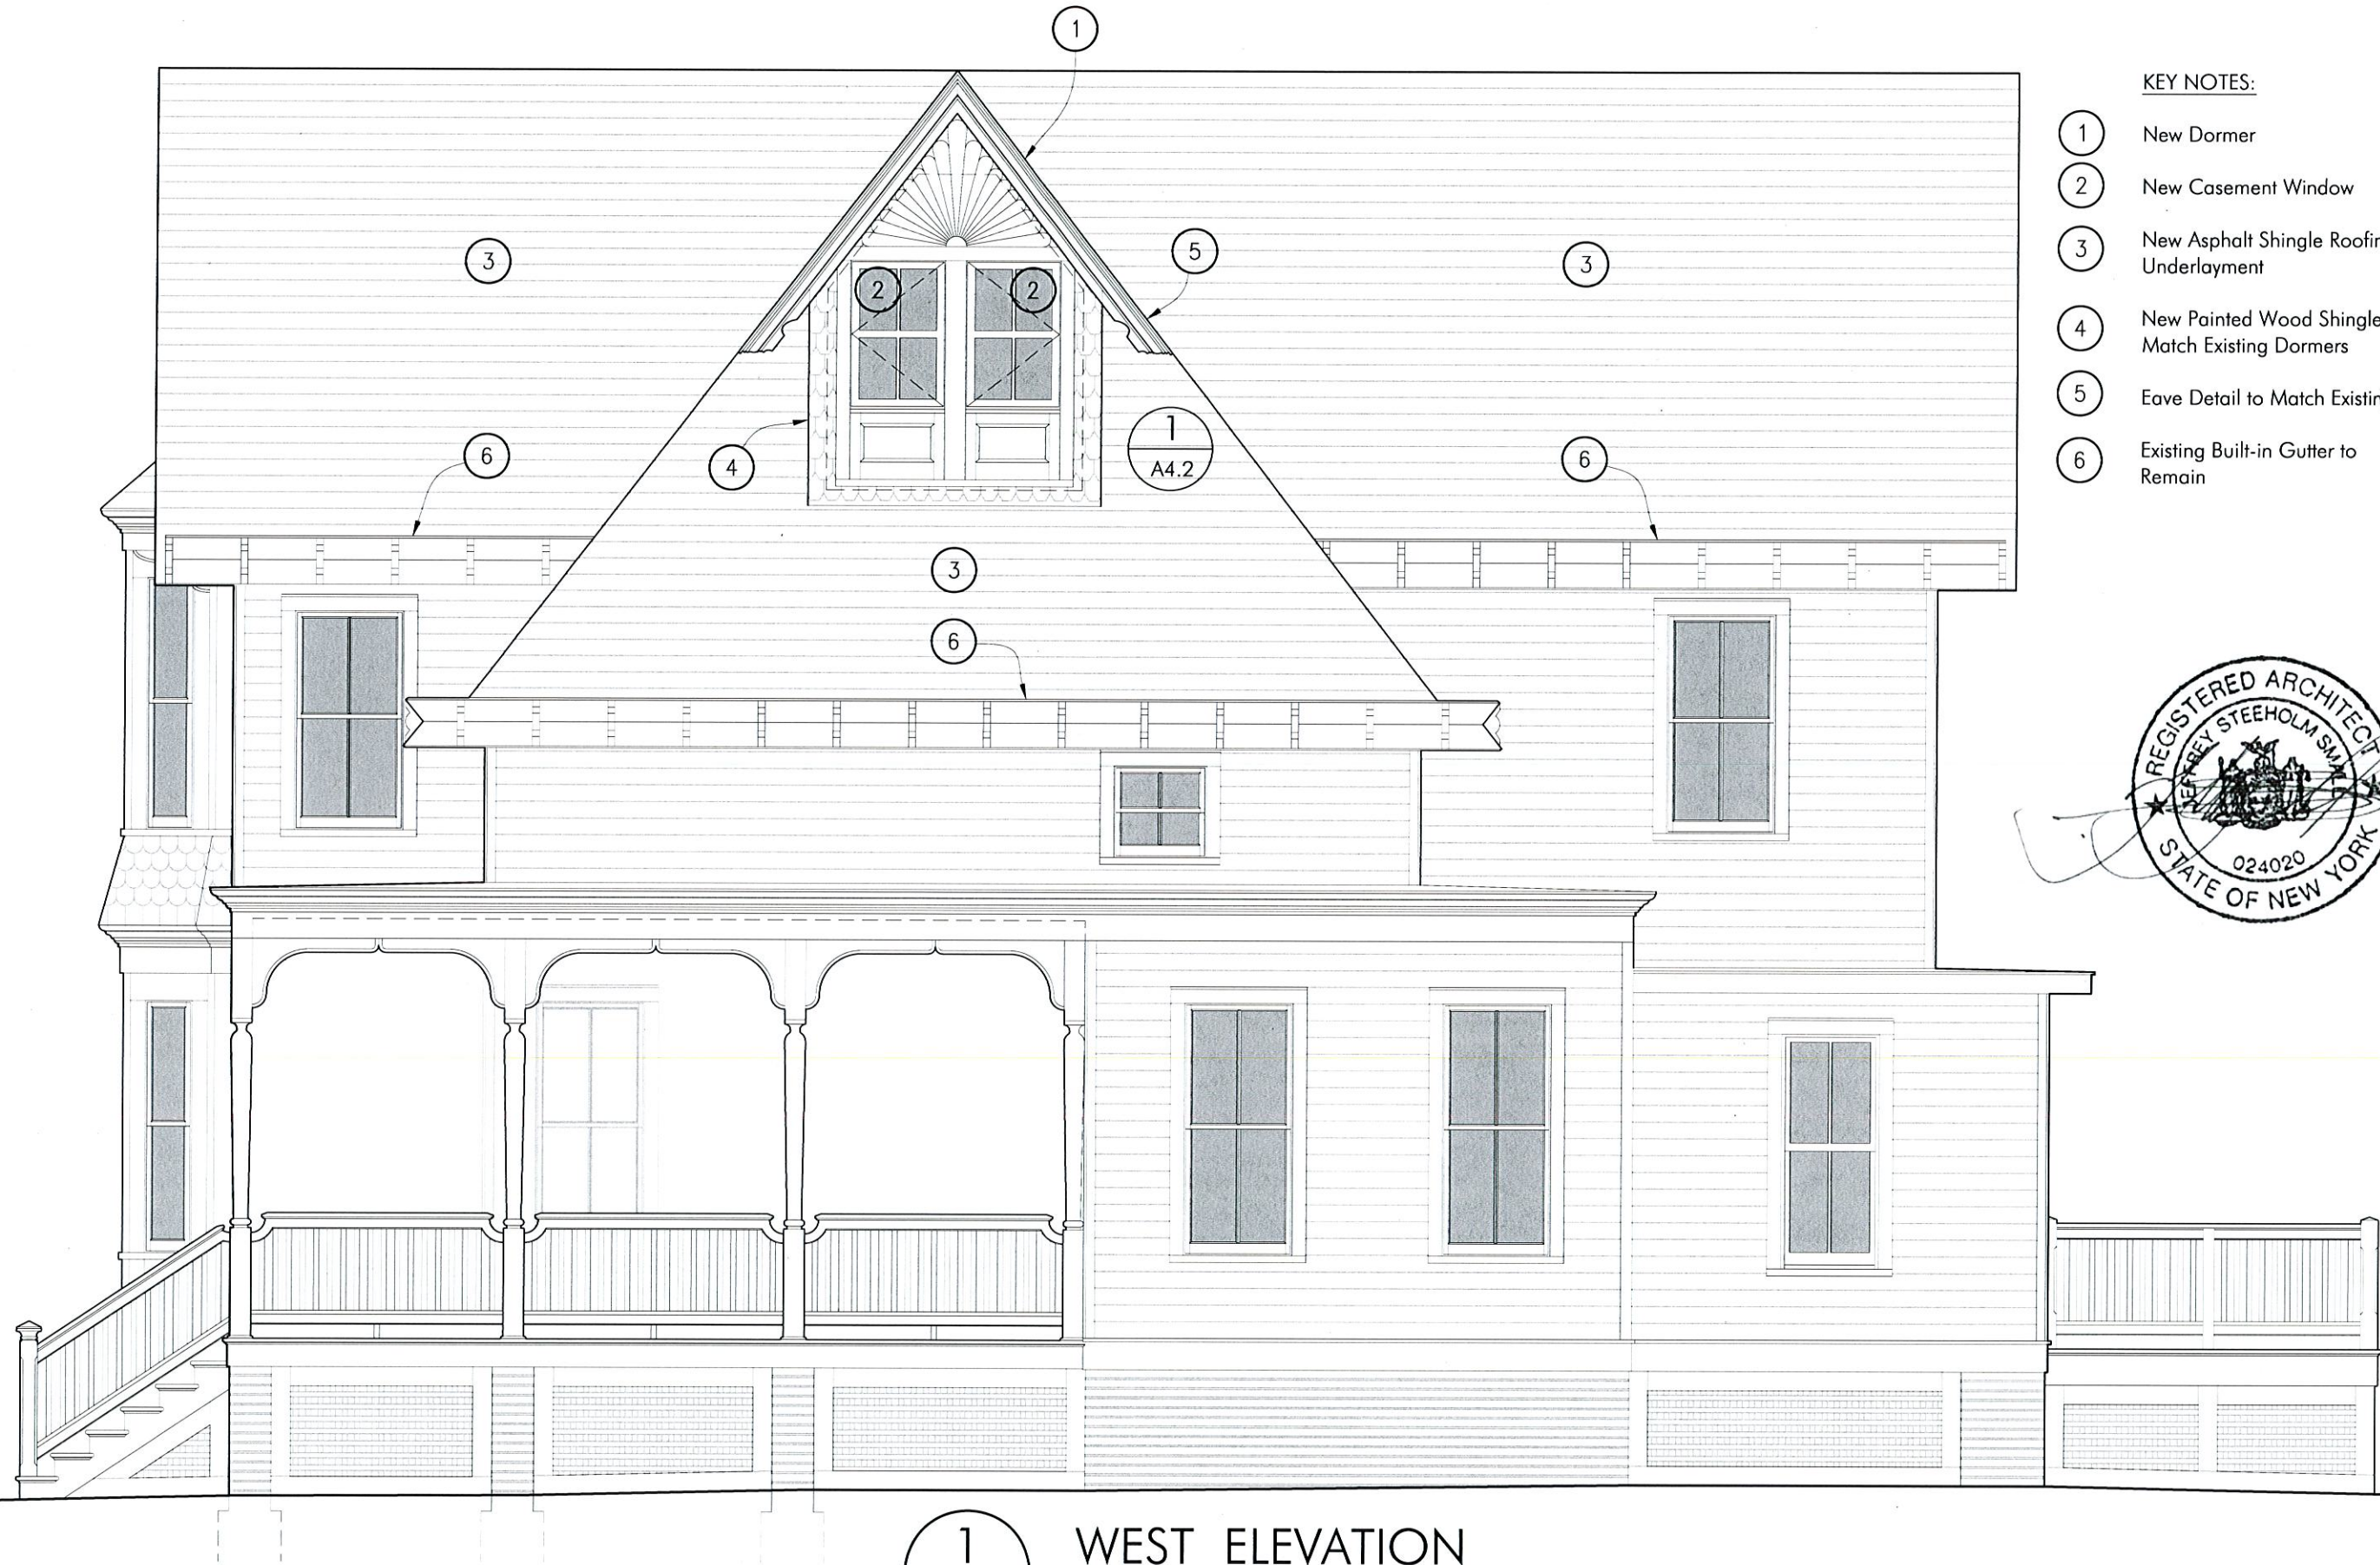 1
KEY NOTES:
1 New Dormer
2 New Casement Window
3 New Asphalt Shingle
Underlayment
4 New Painted Wood
Match Existing Dormers
5 Eave Detail to Match
6 Existing Built-in Gutter to
Remain
3
5
3
2
2
6
4
1
A4.2
6
3
6
REGISTERED ARCHITECT
JEFFREY STEEHOLM SMALL
024020
STATE OF NEW YORK
1
WEST ELEVATION